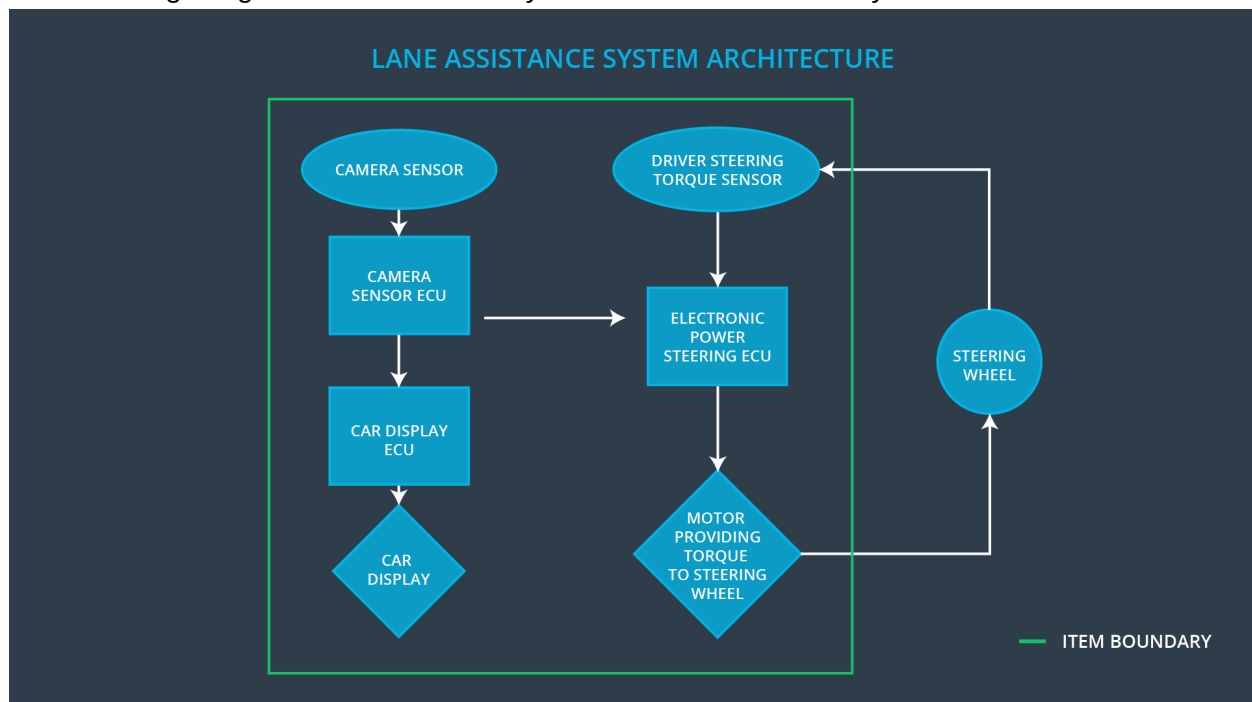 LANE ASSISTANCE SYSTEM ARCHITECTURE
CAMERA SENSOR
CAMERA
SENSOR ECU
CAR DISPLAY
ECU
CAR
DISPLAY
DRIVER STEERING
TORQUE SENSOR
ELECTRONIC
POWER
STEERING ECU
MOTOR
PROVIDING
TORQUE
TO STEERING
WHEEL
STEERING
WHEEL
ITEM BOUNDARY